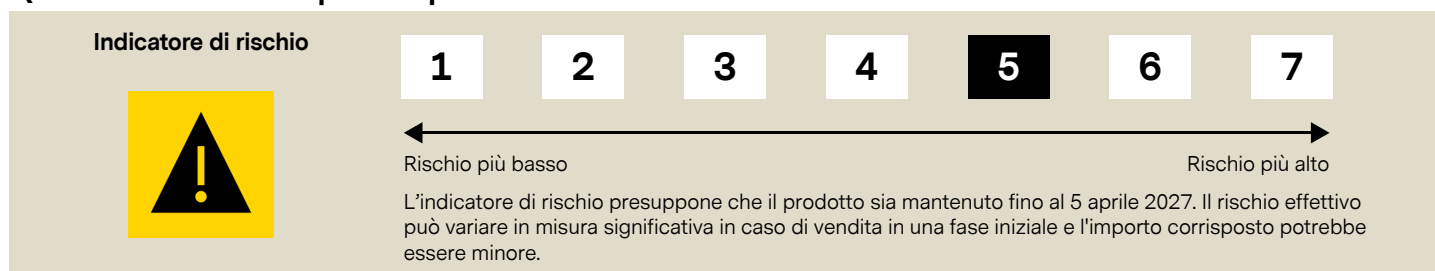 Indicatore di rischio
1 2 3 4 5 6 7
Rischio più basso Rischio più alto
L'indicatore di rischio presuppone che il prodotto sia mantenuto fino al 5 aprile 2027. Il rischio effettivo
può variare in misura significativa in caso di vendita in una fase iniziale e l'importo corrisposto potrebbe
essere minore.